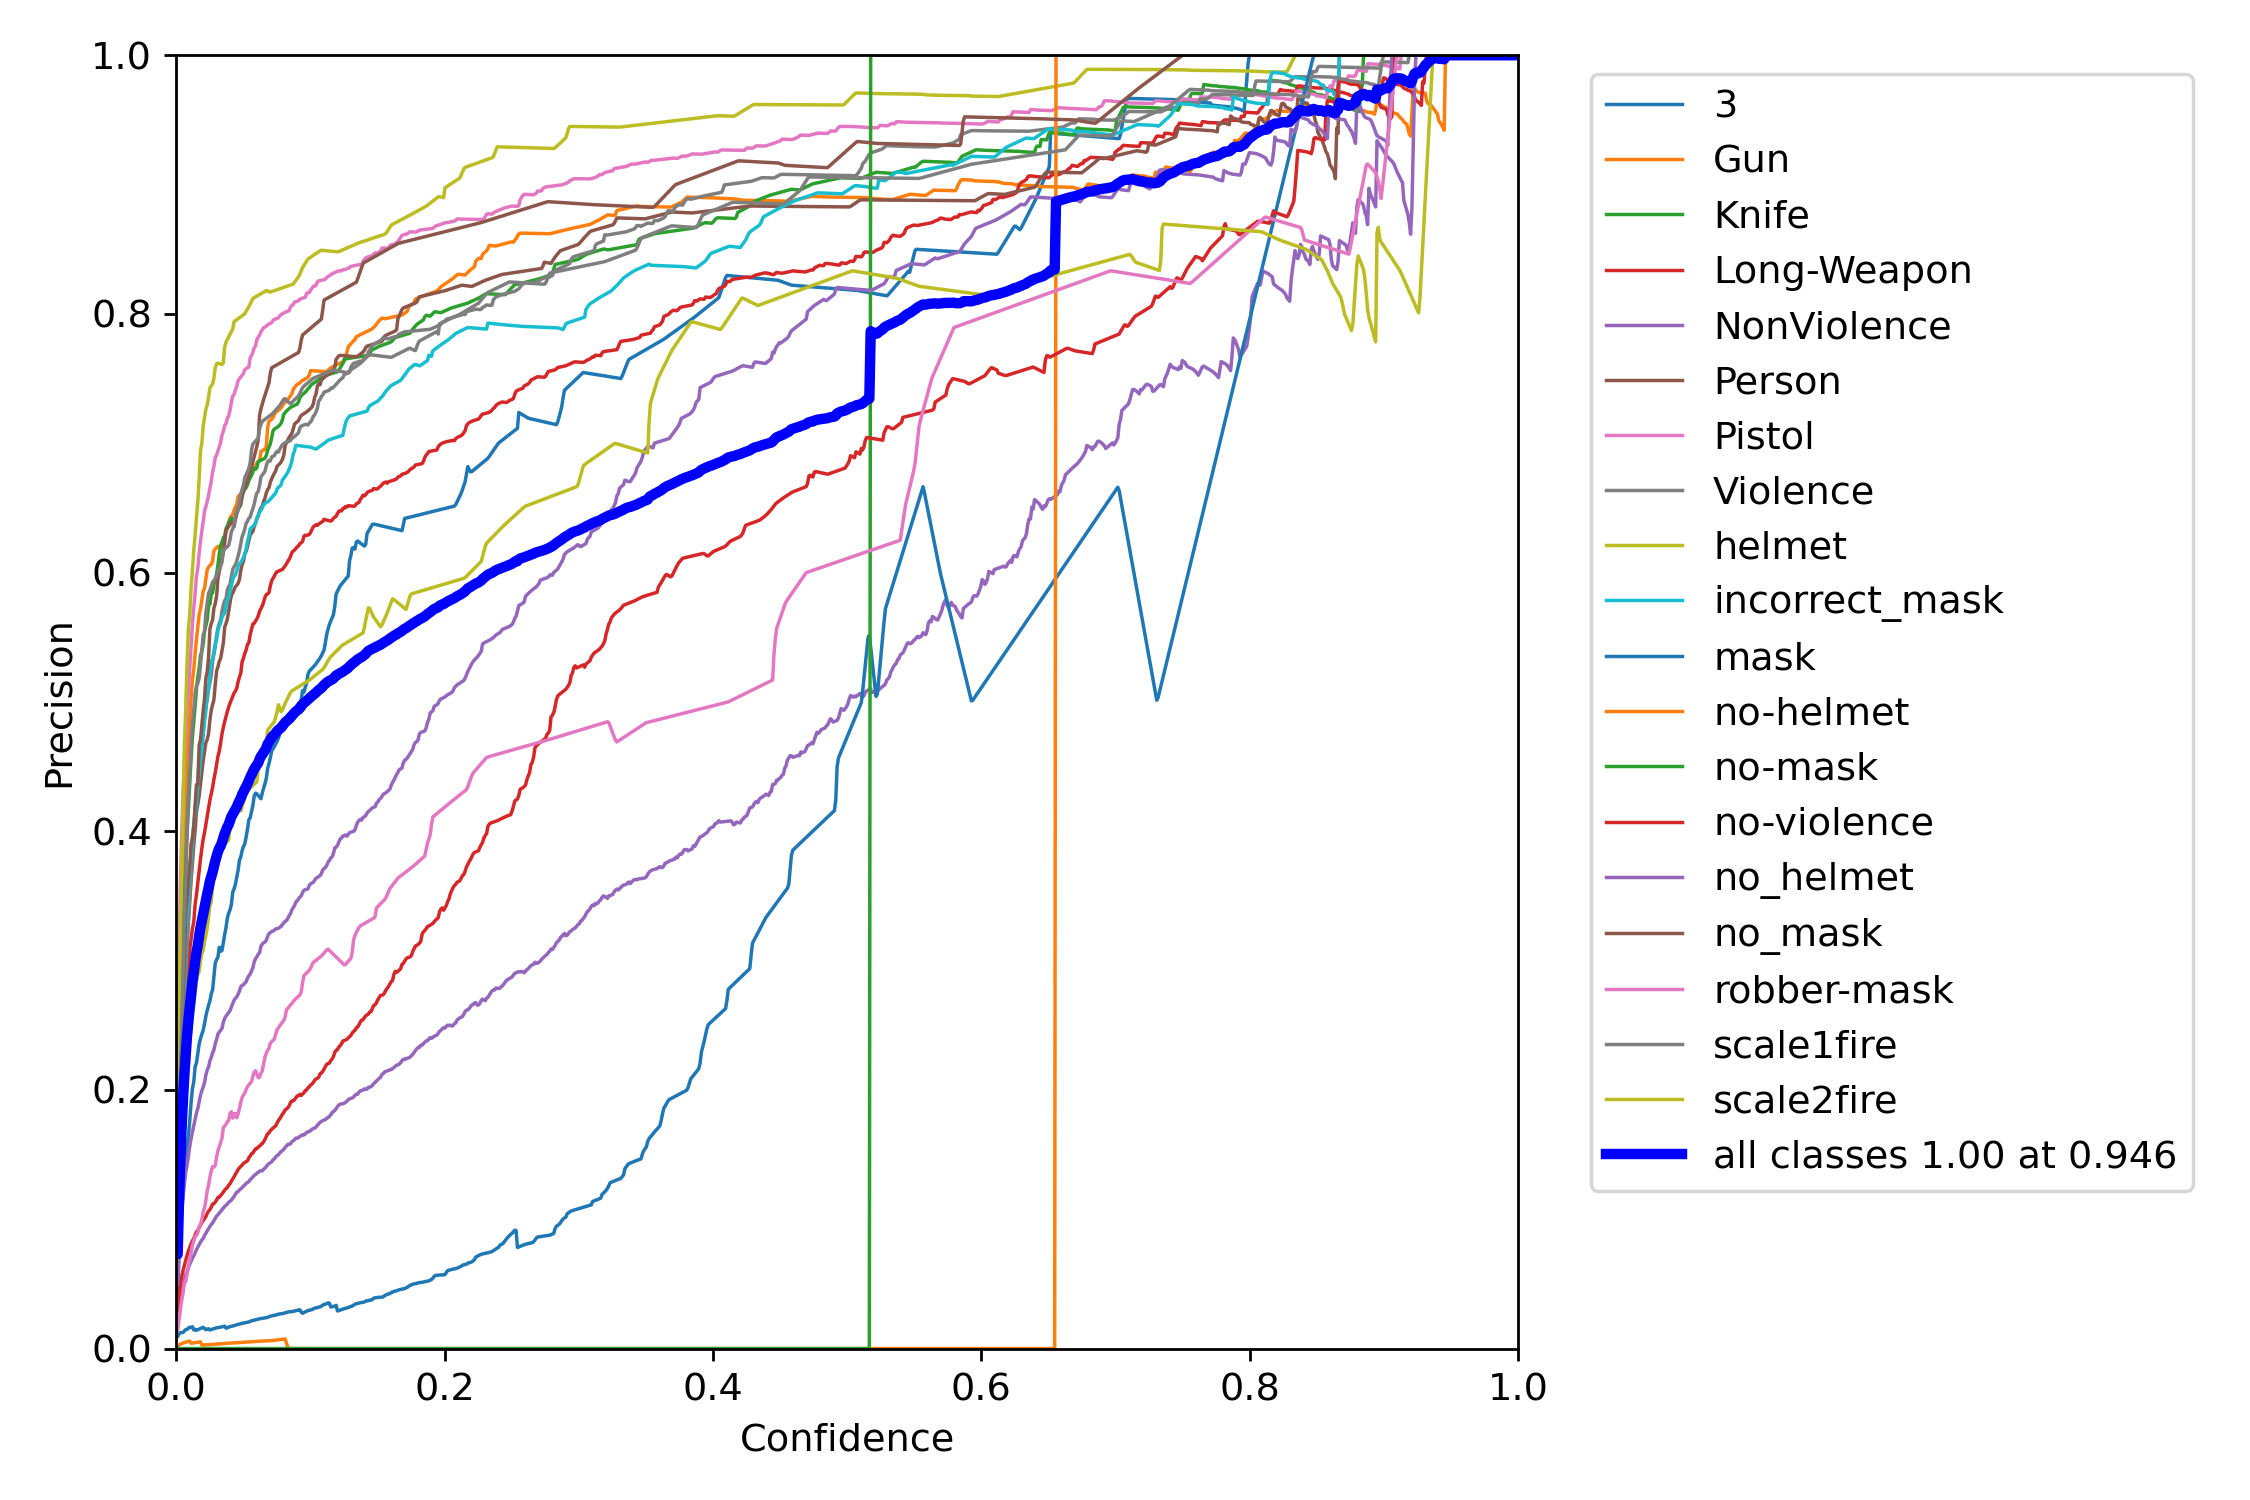 1.0
0.8
0.6
0.4
0.2
0.0
Precision
0.0 0.2 0.4 0.6 0.8 1.0
Confidence
3
Gun
Knife
Long-Weapon
NonViolence
Person
Pistol
Violence
helmet
incorrect_mask
mask
no-helmet
no-mask
no-violence
no_helmet
no_mask
robber-mask
scale1fire
scale2fire
all classes 1.00 at 0.946